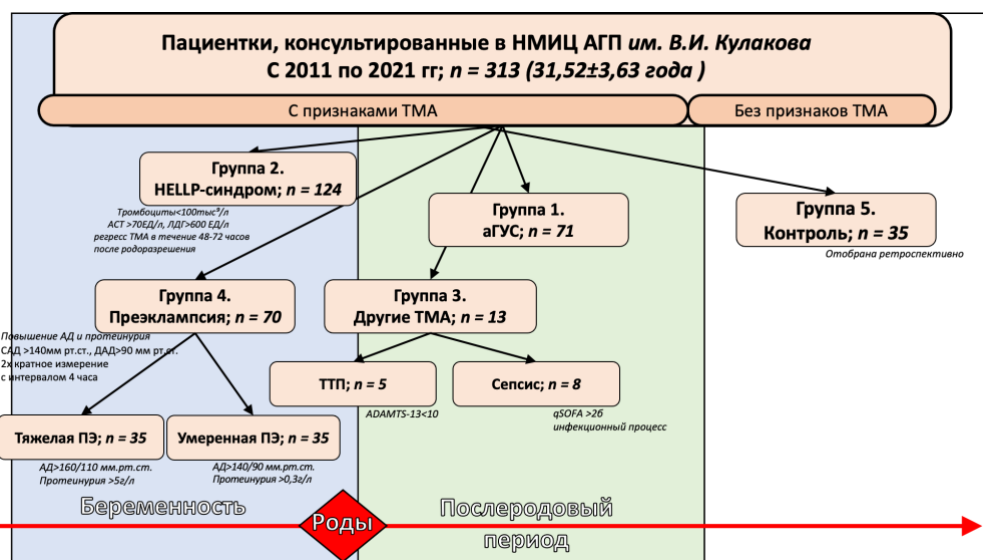 Пациентки, консультированные в НМИЦ АГП им. В.И. Кулакова
С 2011 по 2021 гг; n = 313 (31,52±3,63 года )
С признаками ТМА
Без признаков ТМА
Группа 2.
HELLP-синдром; n = 124
Тромбоциты<100тыс⁹/л
АСТ >70ЕД/л, ЛДГ>600 ЕД/л
регресс ТМА в течение 48-72 часов
после родоразрешения
Группа 1.
аГУС; n = 71
Группа 5.
Контроль; n = 35
Отобрана ретроспективно
Группа 4.
Преэклампсия; n = 70
Группа 3.
Другие ТМА; n = 13
Повышение АД и протеинурия
САД >140мм рт.ст., ДАД>90 мм рт.ст.
2х кратное измерение
с интервалом 4 часа
ТТП; n = 5
ADAMTS-13<10
Сепсис; n = 8
qSOFA >2б
инфекционный процесс
Тяжелая ПЭ; n = 35
АД>160/110 мм.рт.ст.
Протеинурия >5г/л
Умеренная ПЭ; n = 35
АД>140/90 мм.рт.ст.
Протеинурия >0,3г/л
Беременность
Роды
Послеродовый
период